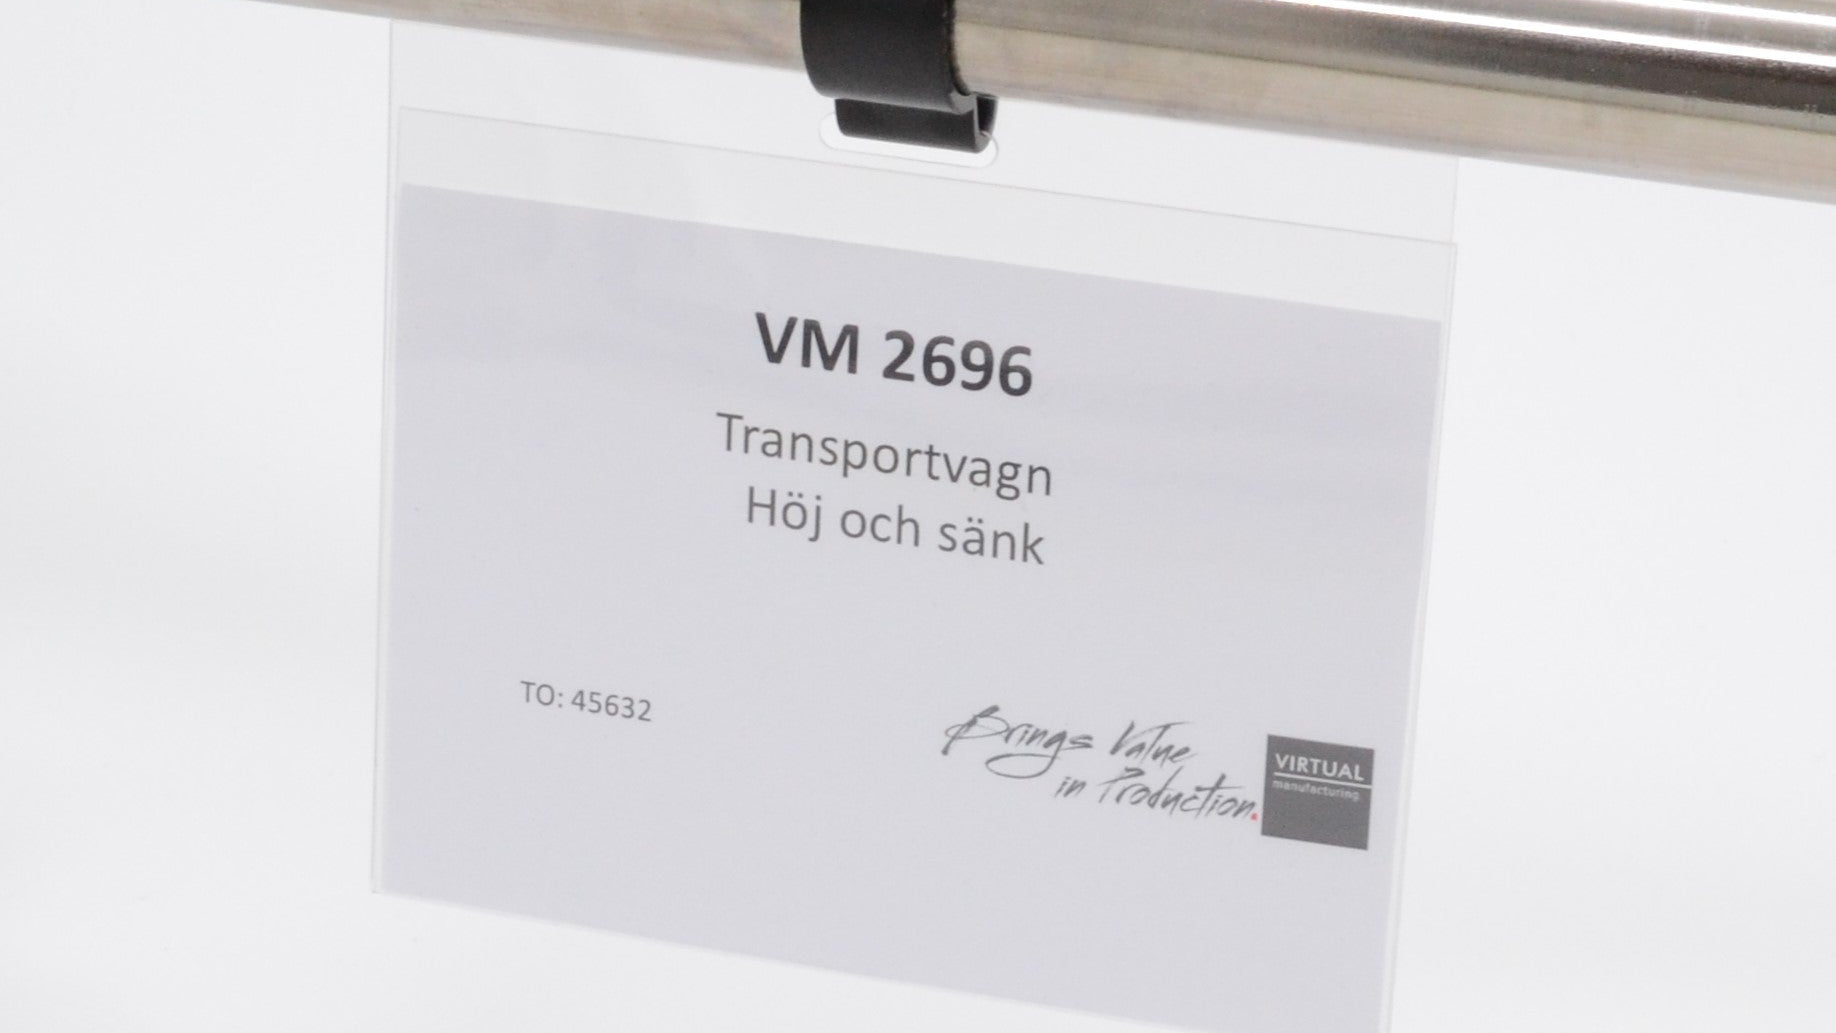 VM 2696
Transportvagn
Höj och sänk
TO: 45632
Brings Value
in Production.
VIRTUAL
manufacturing